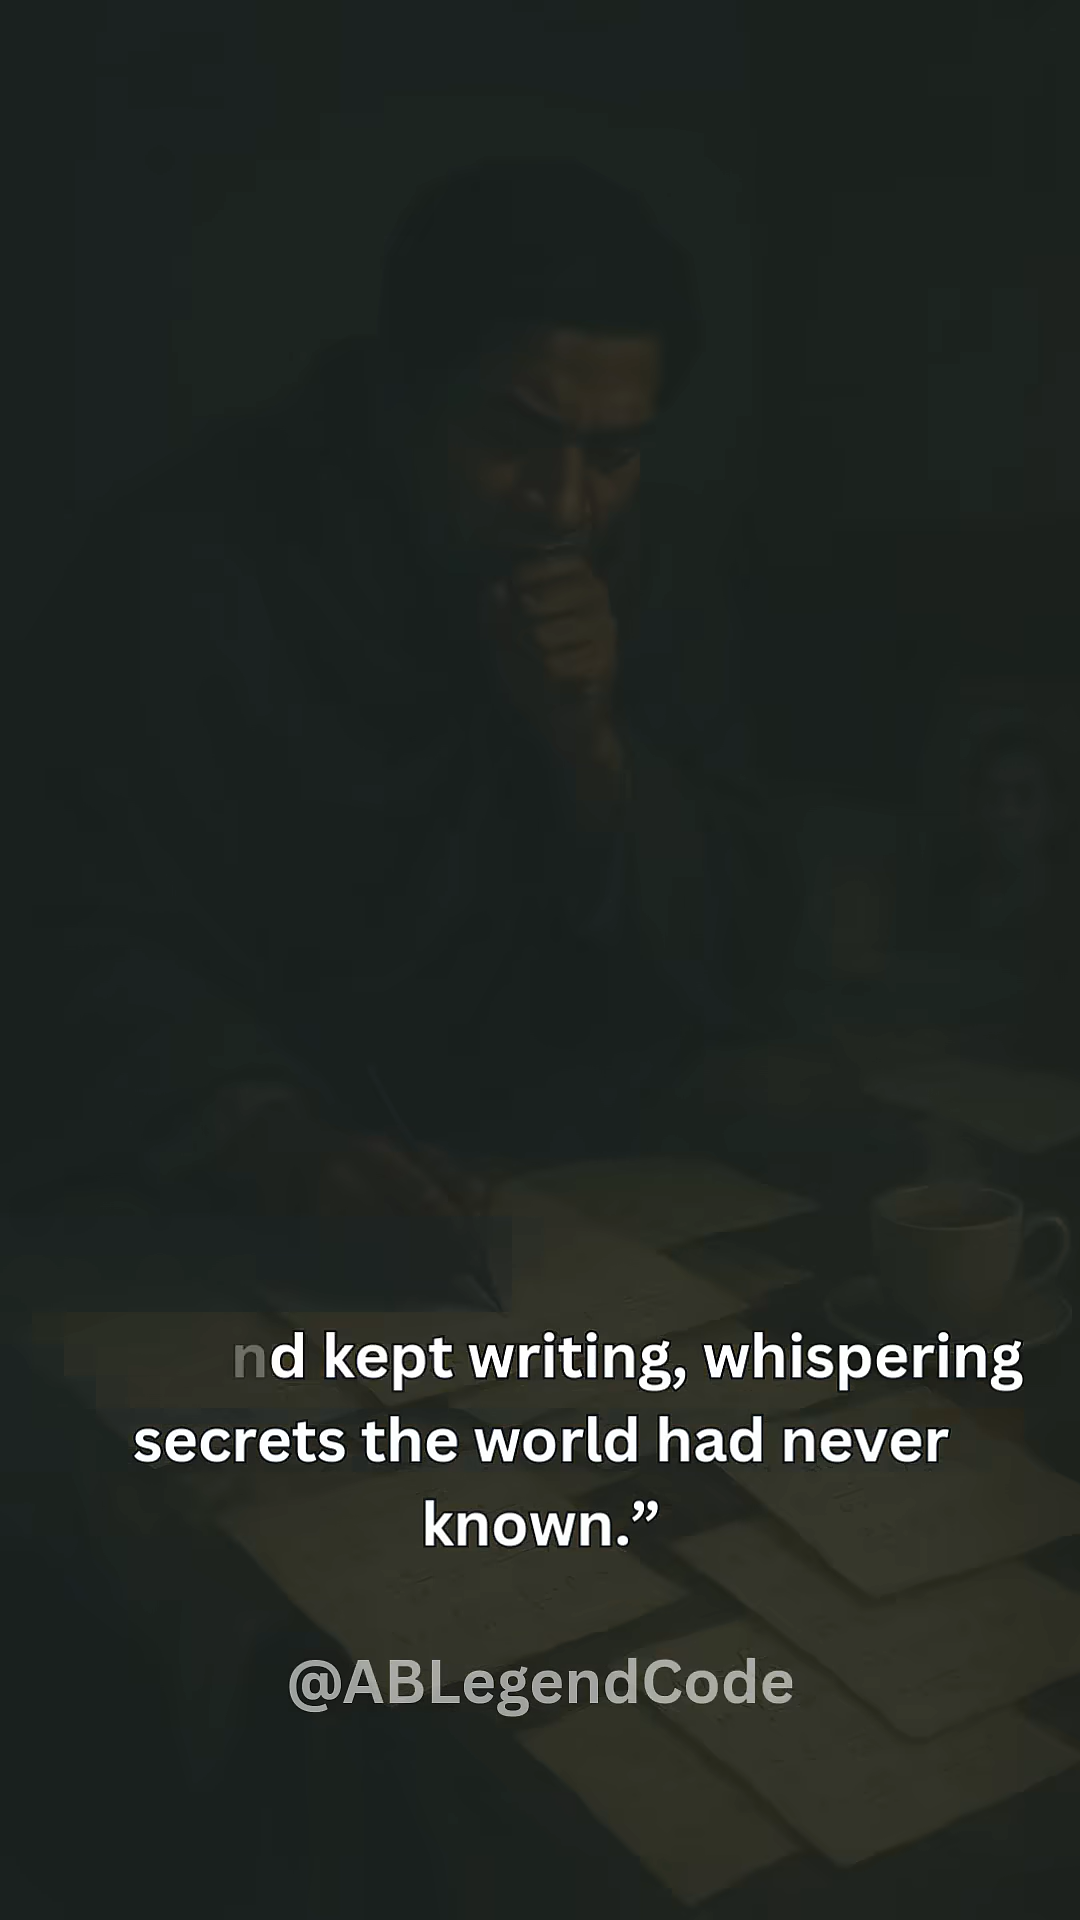 nd kept writing, whispering
secrets the world had never
known.”
@ABLegendCode